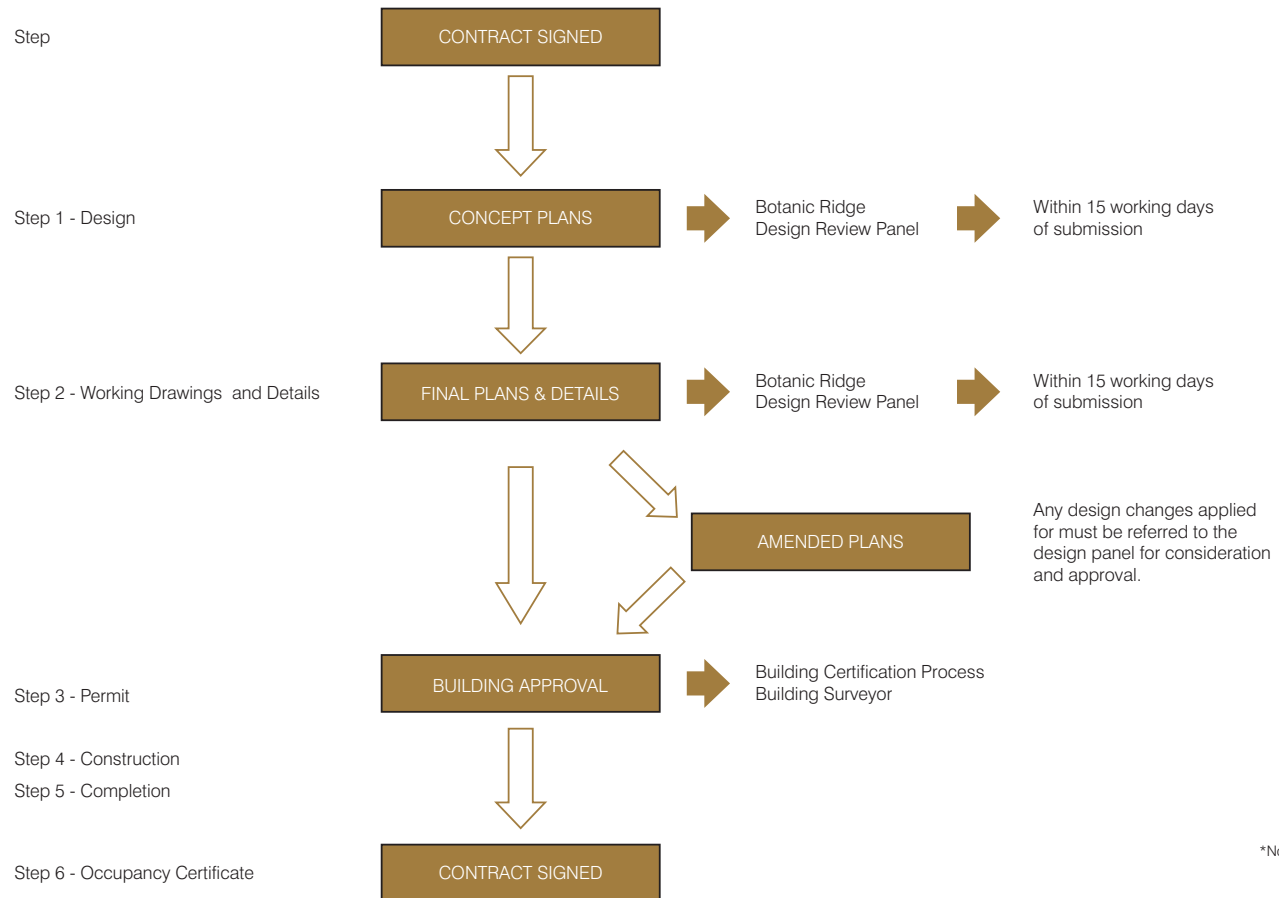 Step
CONTRACT SIGNED
Step 1 - Design
CONCEPT PLANS
Botanic Ridge
Design Review Panel
Within 15 working days
of submission
Step 2 - Working Drawings and Details
FINAL PLANS & DETAILS
Botanic Ridge
Design Review Panel
Within 15 working days
of submission
AMENDED PLANS
Any design changes applied
for must be referred to the
design panel for consideration
and approval.
Step 3 - Permit
BUILDING APPROVAL
Building Certification Process
Building Surveyor
Step 4 - Construction
Step 5 - Completion
Step 6 - Occupancy Certificate
CONTRACT SIGNED